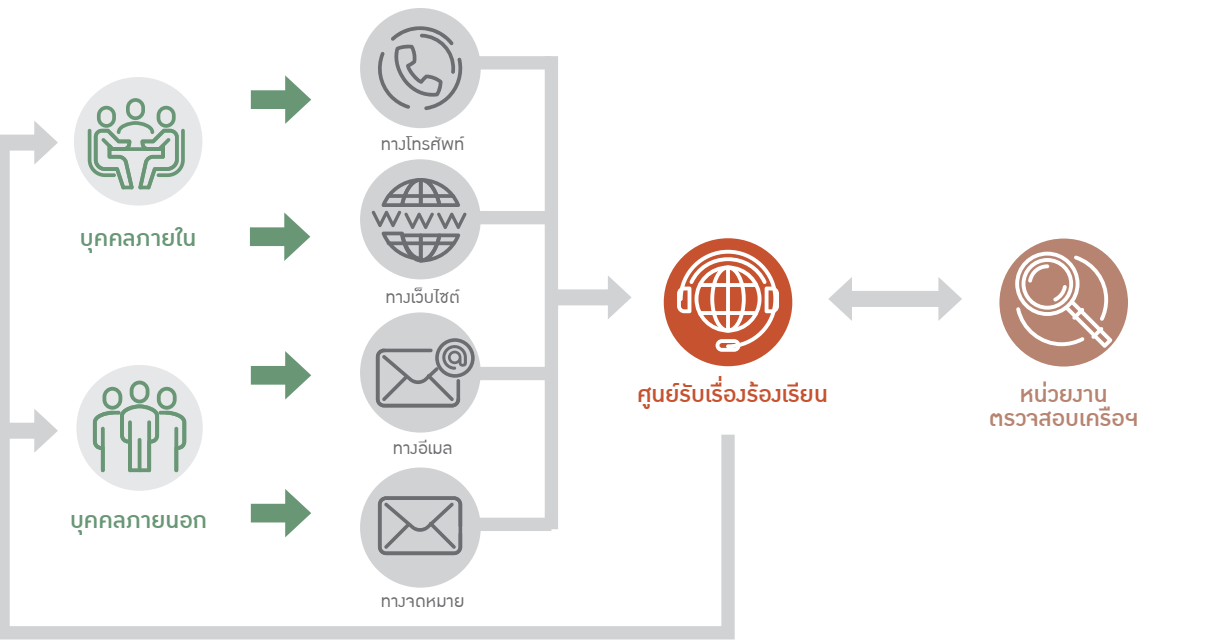 บุคคลภายใน
บุคคลภายนอก
ทางโทรศัพท์
WWW
ทางเว็บไซต์
@
ทางอีเมล
ทางจดหมาย
ศูนย์รับเรื่องร้องเรียน
หน่วยงาน
ตรวจสอบเครือฯ